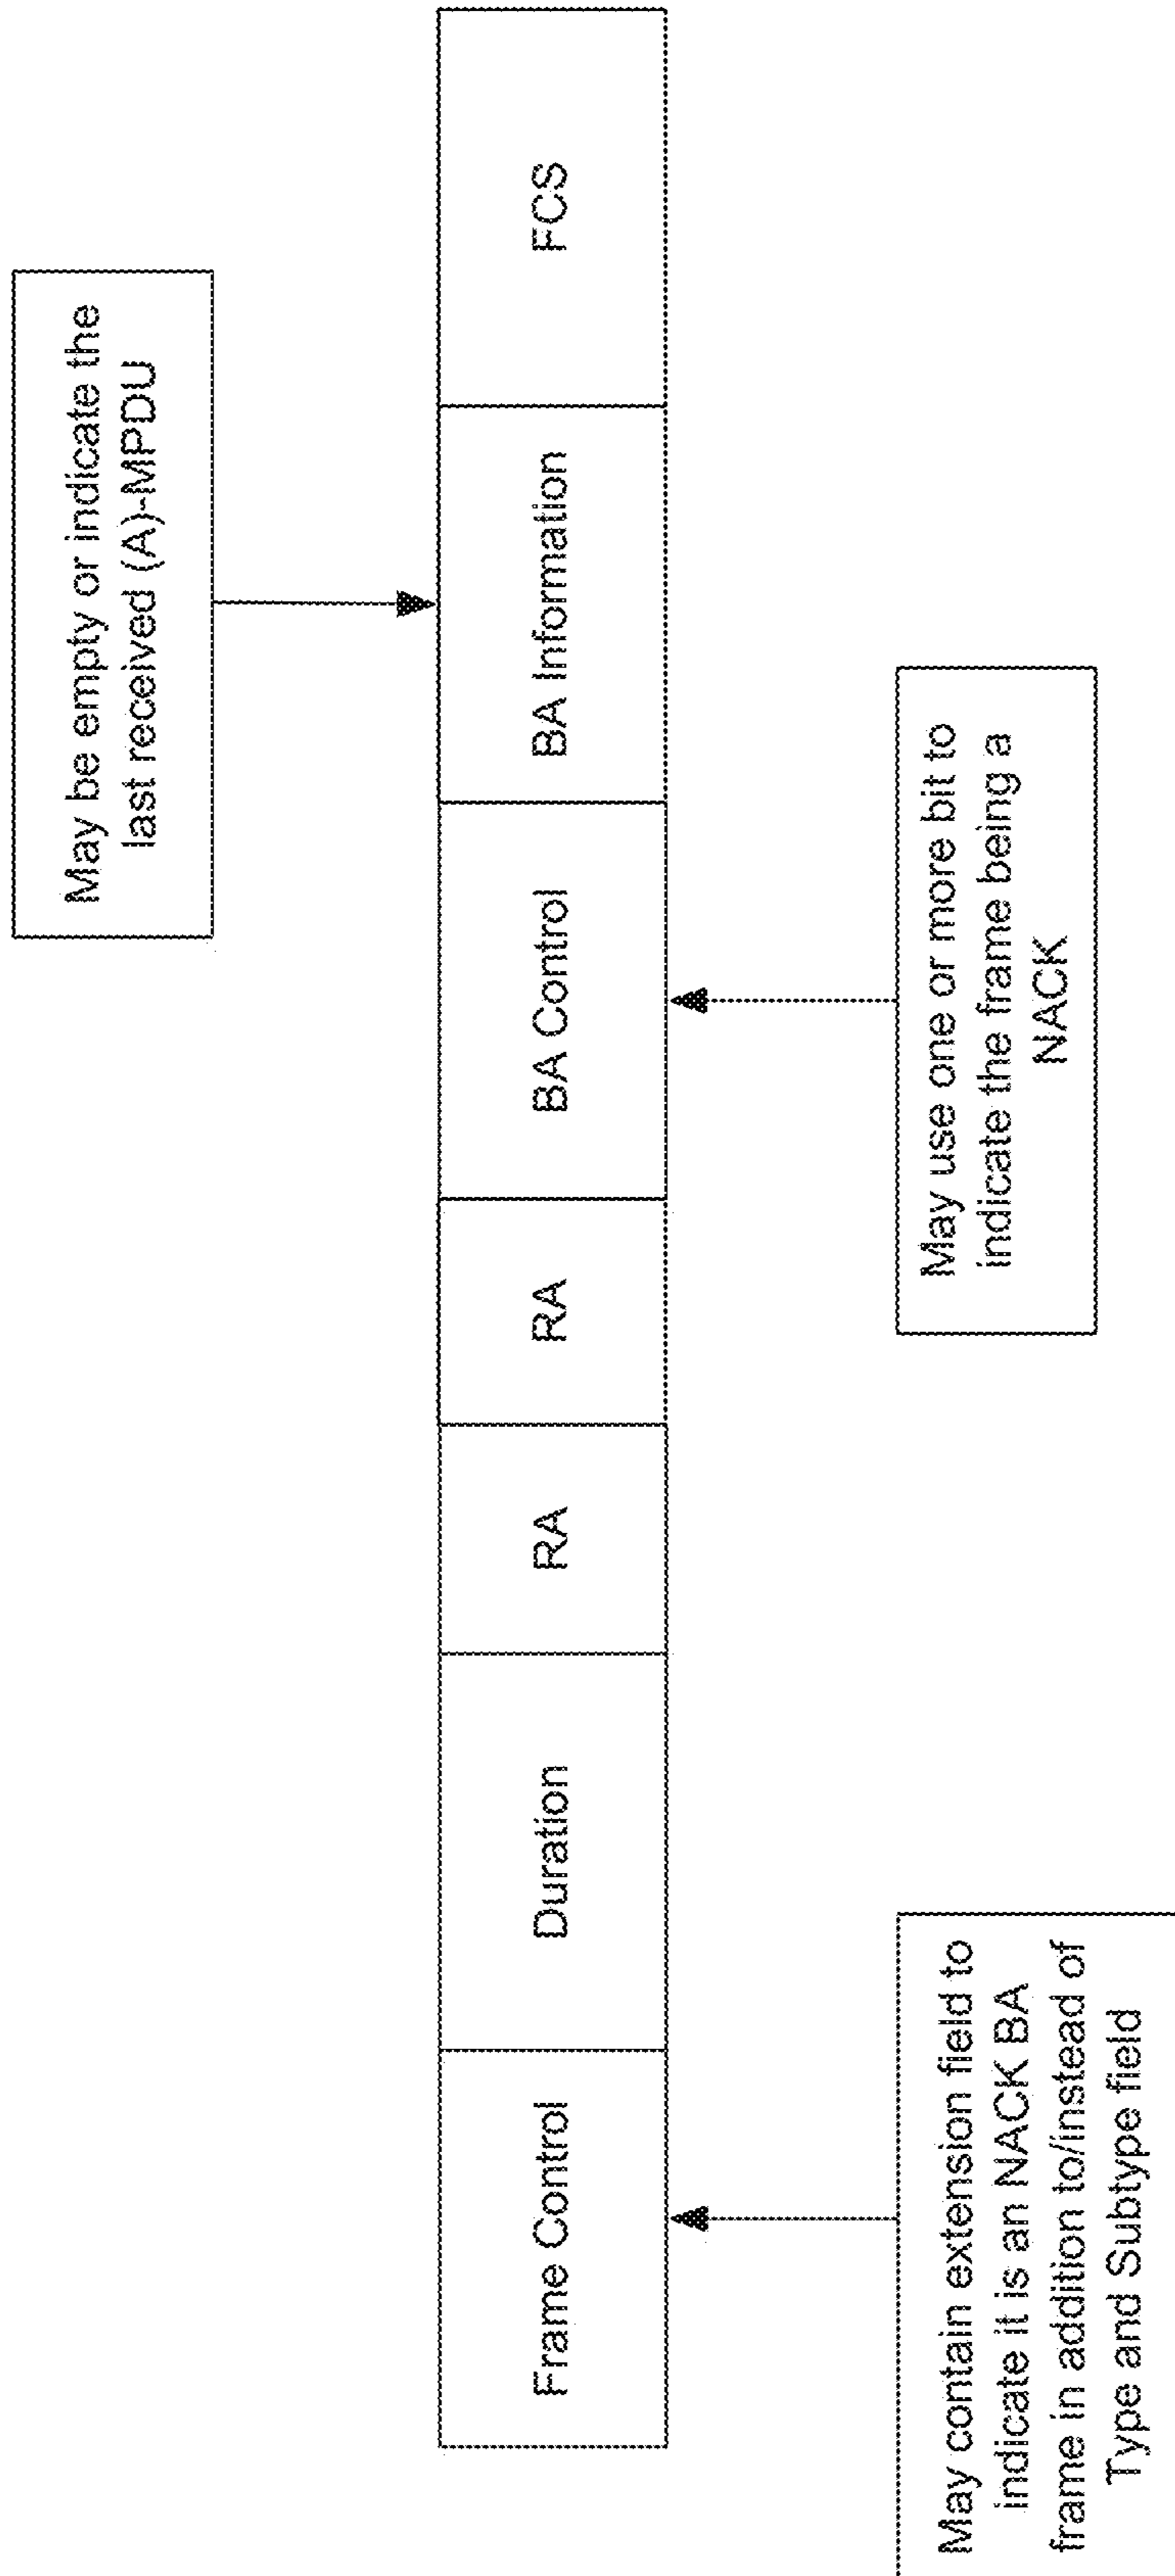 May be empty or indicate the
last received (A)-MPDU
Frame Control
Duration
RA
RA
BA Control
BA Information
FCS
May contain extension field to
indicate it is an NACK BA
frame in addition to/instead of
Type and Subtype field
May use one or more bit to
indicate the frame being a
NACK